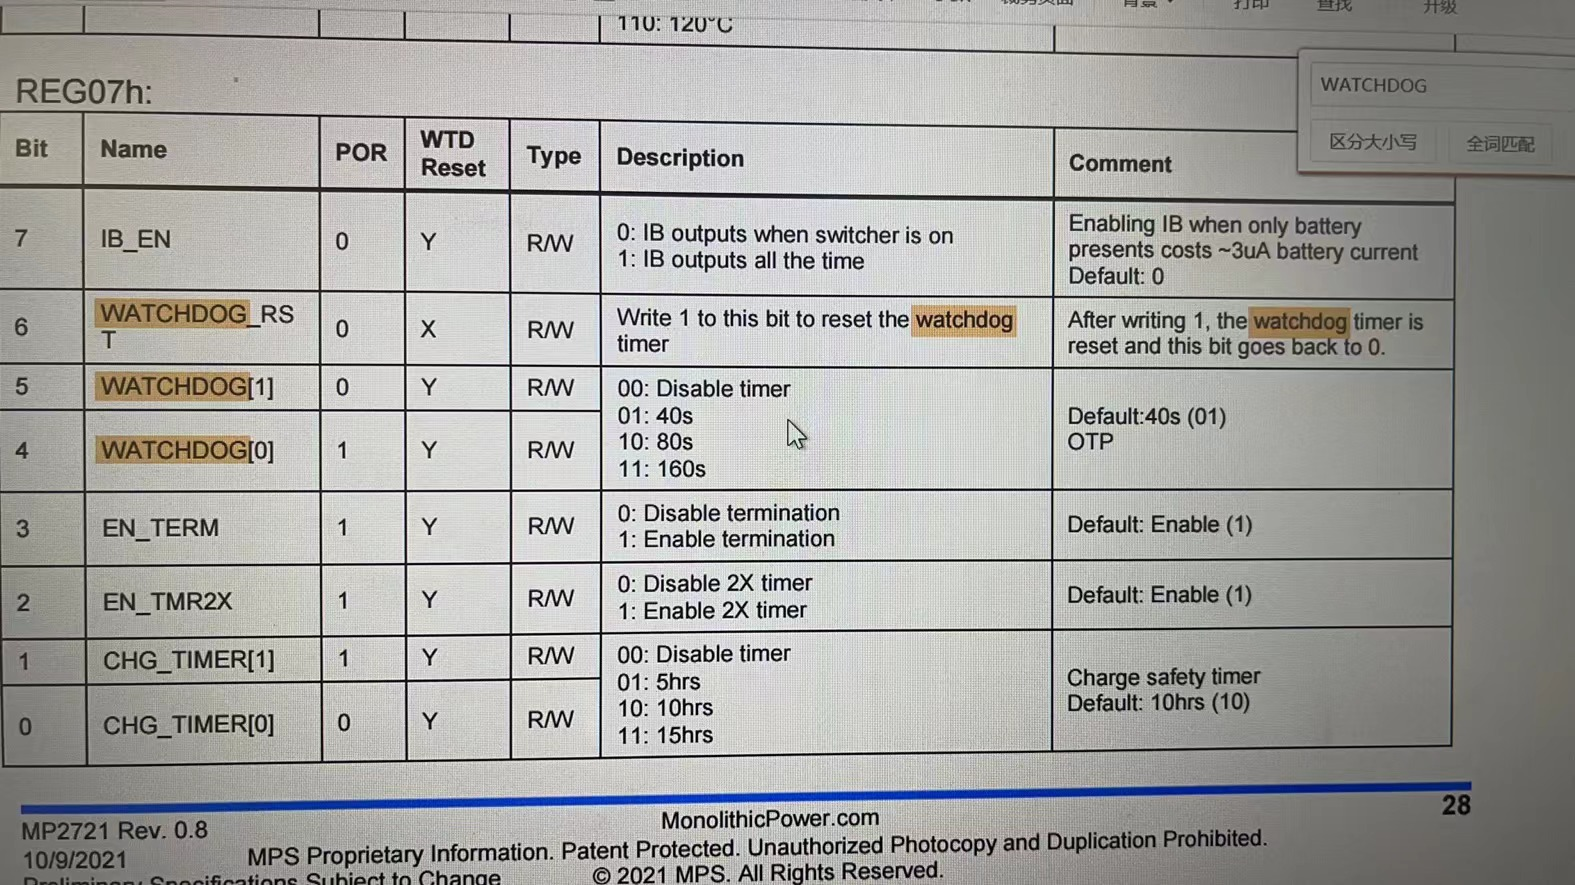 打印
查找
升级
110: 120°C
WATCHDOG
区分大小写
全词匹配
REG07h:
Bit
Name
POR
WTD
Reset
Type
Description
Comment
7
IB_EN
0
Y
R/W
0: IB outputs when switcher is on
1: IB outputs all the time
Enabling IB when only battery
presents costs ~3uA battery current
Default: 0
6
WATCHDOG_RS
T
0
X
R/W
Write 1 to this bit to reset the watchdog
timer
After writing 1, the watchdog timer is
reset and this bit goes back to 0.
5
WATCHDOG[1]
0
Y
R/W
00: Disable timer
01: 40s
10: 80s
11: 160s
Default:40s (01)
OTP
4
WATCHDOG[0]
1
Y
R/W
3
EN_TERM
1
Y
R/W
0: Disable termination
1: Enable termination
Default: Enable (1)
2
EN_TMR2X
1
Y
R/W
0: Disable 2X timer
1: Enable 2X timer
Default: Enable (1)
1
CHG_TIMER[1]
1
Y
R/W
00: Disable timer
01: 5hrs
10: 10hrs
11: 15hrs
Charge safety timer
Default: 10hrs (10)
0
CHG_TIMER[0]
0
Y
R/W
28
MP2721 Rev. 0.8
MonolithicPower.com
10/9/2021
MPS Proprietary Information. Patent Protected. Unauthorized Photocopy and Duplication Prohibited.
Preliminary Specifications Subject to Change
© 2021 MPS. All Rights Reserved.